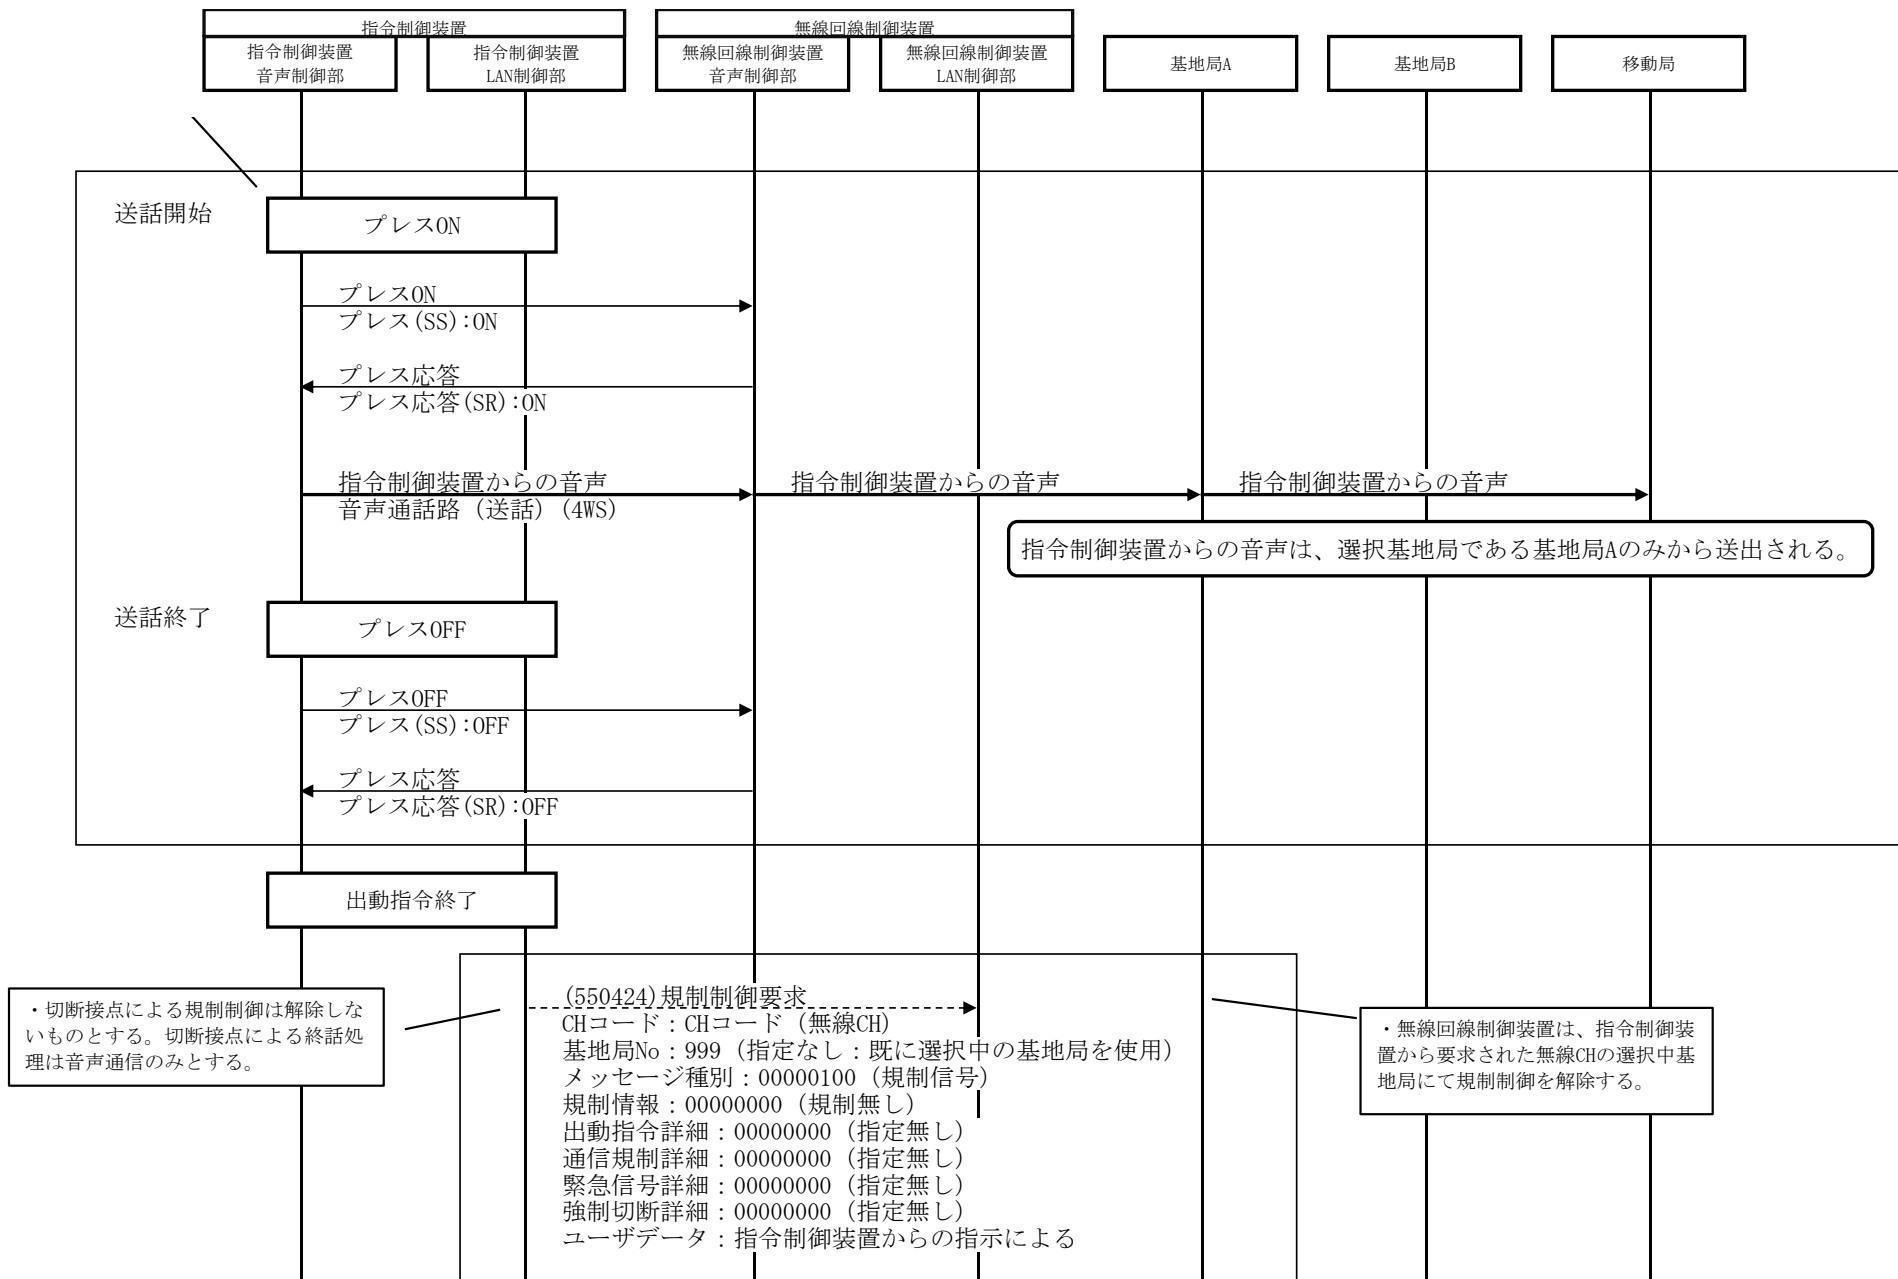 指令制御装置
無線回線制御装置
指令制御装置
音声制御部
指令制御装置
LAN制御部
無線回線制御装置
音声制御部
無線回線制御装置
LAN制御部
基地局A
基地局B
移動局
送話開始
プレスON
プレスON
プレス(SS):ON
プレス応答
プレス応答(SR):ON
指令制御装置からの音声
音声通話路（送話）(4WS)
指令制御装置からの音声
指令制御装置からの音声
指令制御装置からの音声は、選択基地局である基地局Aのみから送出される。
送話終了
プレスOFF
プレスOFF
プレス(SS):OFF
プレス応答
プレス応答(SR):OFF
出動指令終了
・切断接点による規制制御は解除しな
いものとする。切断接点による終話処
理は音声通信のみとする。
(550424)規制制御要求
CHコード：CHコード（無線CH）
基地局No：999（指定なし：既に選択中の基地局を使用）
メッセージ種別：00000100（規制信号）
規制情報：00000000（規制無し）
出動指令詳細：00000000（指定無し）
通信規制詳細：00000000（指定無し）
緊急信号詳細：00000000（指定無し）
強制切断詳細：00000000（指定無し）
ユーザデータ：指令制御装置からの指示による
・無線回線制御装置は、指令制御装
置から要求された無線CHの選択中基
地局にて規制制御を解除する。